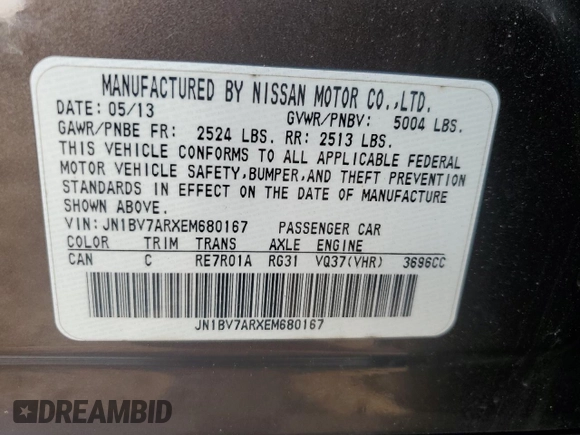 MANUFACTURED BY NISSAN MOTOR CO.,LTD.
DATE: 05/13 GVWR/PNBV: 5004 LBS.
GAWR/PNBE FR: 2524 LBS. RR: 2513 LBS.
THIS VEHICLE CONFORMS TO ALL APPLICABLE FEDERAL
MOTOR VEHICLE SAFETY,BUMPER,AND THEFT PREVENTION
STANDARDS IN EFFECT ON THE DATE OF MANUFACTURE
SHOWN ABOVE.
VIN: JN1BV7ARXEM680167 PASSENGER CAR
COLOR TRIM TRANS AXLE ENGINE
CAN C RE7R01A RG31 VQ37(VHR) 3696CC
JN1BV7ARXEM680167
DREAMBID